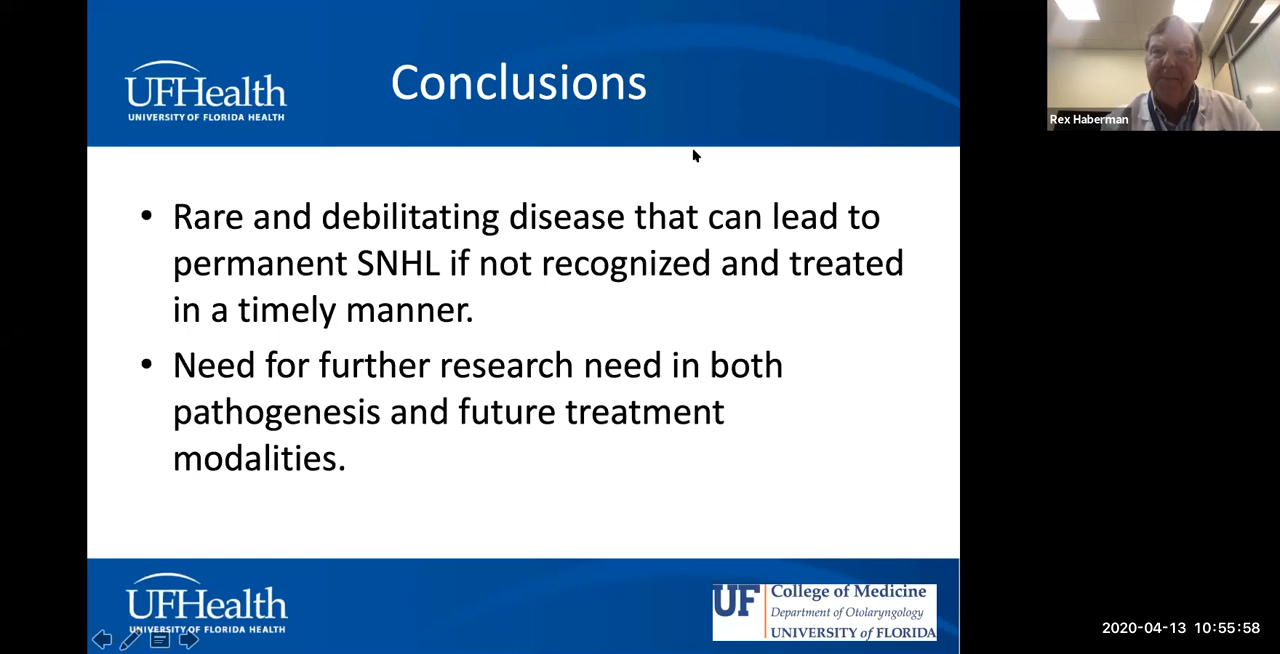 UFHealth
UNIVERSITY OF FLORIDA HEALTH
Conclusions
Rex Haberman
• Rare and debilitating disease that can lead to
permanent SNHL if not recognized and treated
in a timely manner.
• Need for further research need in both
pathogenesis and future treatment
modalities.
UFHealth
UNIVERSITY OF FLORIDA HEALTH
UF
College of Medicine
Department of Otolaryngology
UNIVERSITY of FLORIDA
2020-04-13 10:55:58